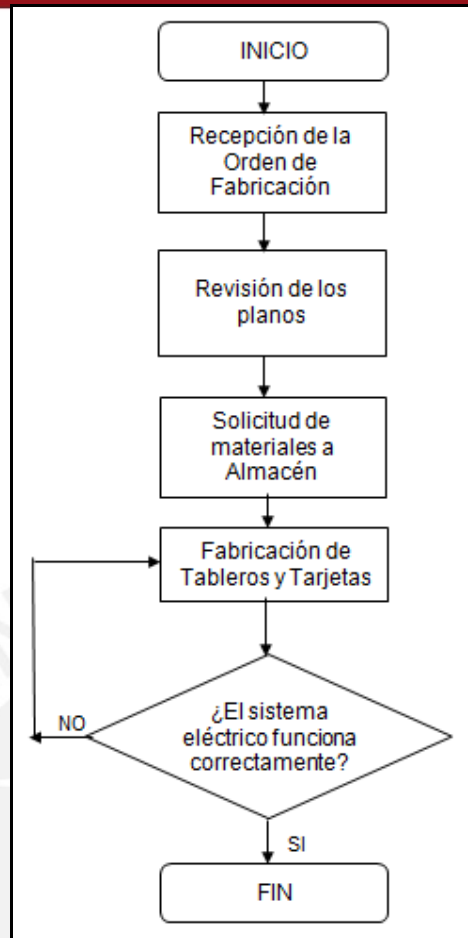 INICIO
Recepción de la
Orden de
Fabricación
Revisión de los
planos
Solicitud de
materiales a
Almacén
Fabricación de
Tableros y Tarjetas
¿El sistema
eléctrico funciona
correctamente?
NO
SI
FIN